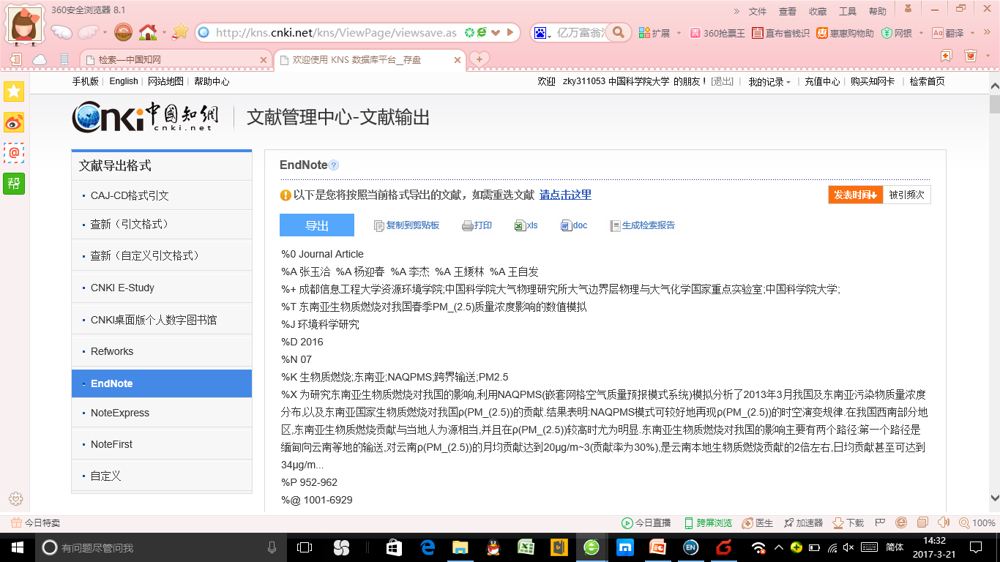 360安全浏览器 8.1
» 文件 查看 收藏 工具 帮助
http://kns.cnki.net/kns/ViewPage/viewsave.as
亿万富翁
扩展 360抢票王 直布省钱识 惠惠购物助 网银 翻译 »
检索—中国知网
欢迎使用 KNS 数据库平台__存盘
手机版 | English | 网站地图 | 帮助中心
欢迎 zky311053 中国科学院大学 的朋友！ [退出] | 我的记录 | 充值中心 | 购买知网卡 | 检索首页
Cnki 中国知網
cnki.net
文献管理中心-文献输出
文献导出格式
CAJ-CD格式引文
查新（引文格式）
查新（自定义引文格式）
CNKI E-Study
CNKI桌面版个人数字图书馆
Refworks
EndNote
NoteExpress
NoteFirst
自定义
帮
EndNote ?
以下是您将按照当前格式导出的文献，如需重选文献 请点击这里
发表时间 被引频次
导出 复制到剪贴板 打印 xls doc 生成检索报告
%0 Journal Article
%A 张玉洽 %A 杨迎春 %A 李杰 %A 王媛林 %A 王自发
%+ 成都信息工程大学资源环境学院;中国科学院大气物理研究所大气边界层物理与大气化学国家重点实验室;中国科学院大学;
%T 东南亚生物质燃烧对我国春季PM_(2.5)质量浓度影响的数值模拟
%J 环境科学研究
%D 2016
%N 07
%K 生物质燃烧;东南亚;NAQPMS;跨界输送;PM2.5
%X 为研究东南亚生物质燃烧对我国的影响,利用NAQPMS(嵌套网格空气质量预报模式系统)模拟分析了2013年3月我国及东南亚污染物质量浓度
分布,以及东南亚国家生物质燃烧对我国ρ(PM_(2.5))的贡献.结果表明:NAQPMS模式可较好地再现ρ(PM_(2.5))的时空演变规律.在我国西南部分地
区,东南亚生物质燃烧贡献与当地人为源相当,并且在ρ(PM_(2.5))较高时尤为明显.东南亚生物质燃烧对我国的影响主要有两个路径:第一个路径是
缅甸向云南等地的输送,对云南ρ(PM_(2.5))的月均贡献达到20μg/m~3(贡献率为30%),是云南本地生物质燃烧贡献的2倍左右,日均贡献甚至可达到
34μg/m...
%P 952-962
%@ 1001-6929
今日特卖
今日直播 跨屏浏览 医生 加速器 下载 100%
有问题尽管问我
EN
简体
14:32
2017-3-21